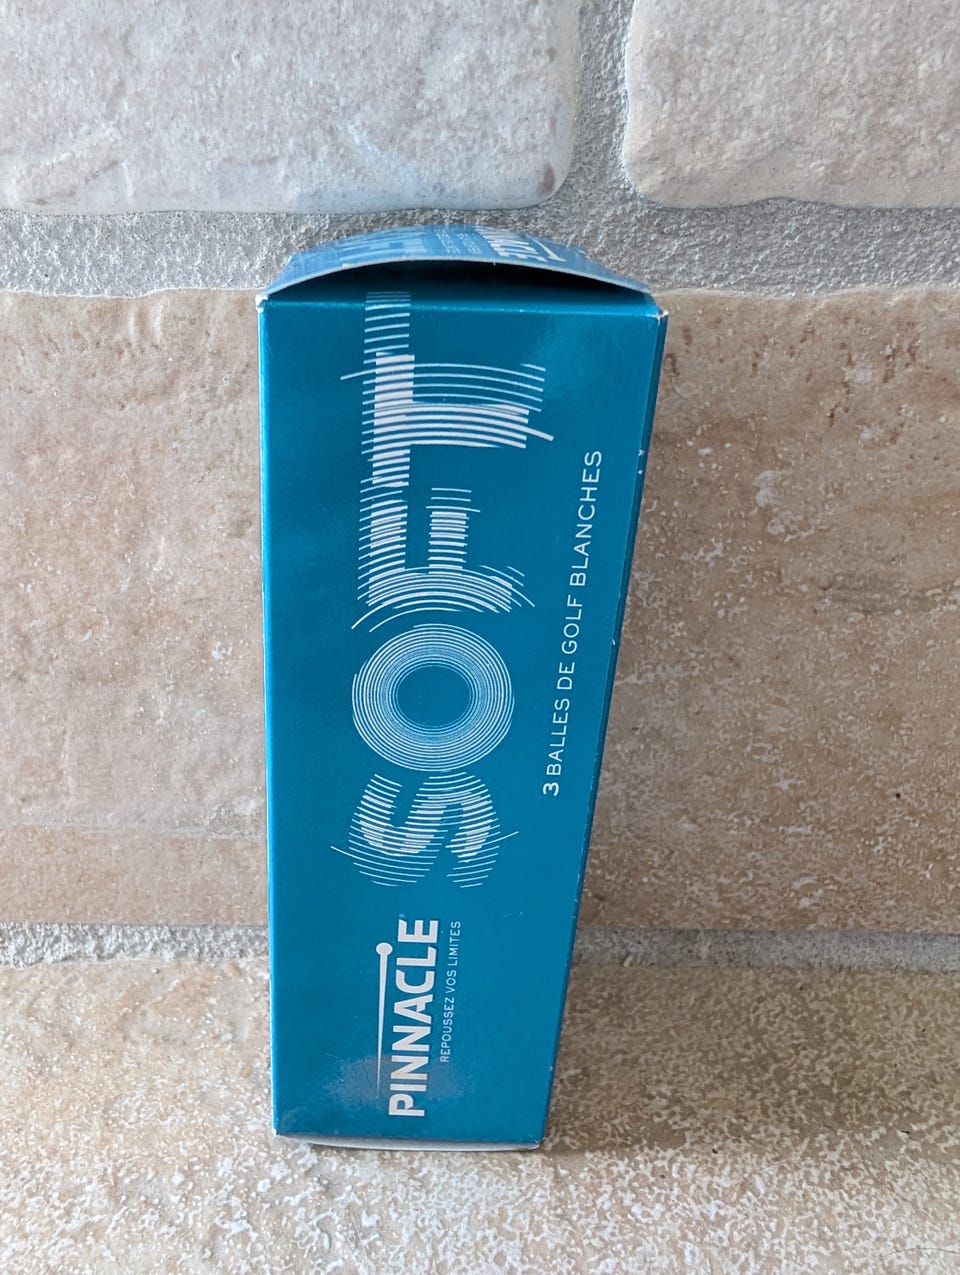 PINNACLE
REPOUSSEZ VOS LIMITES
SOFT
3 BALLES DE GOLF BLANCHES